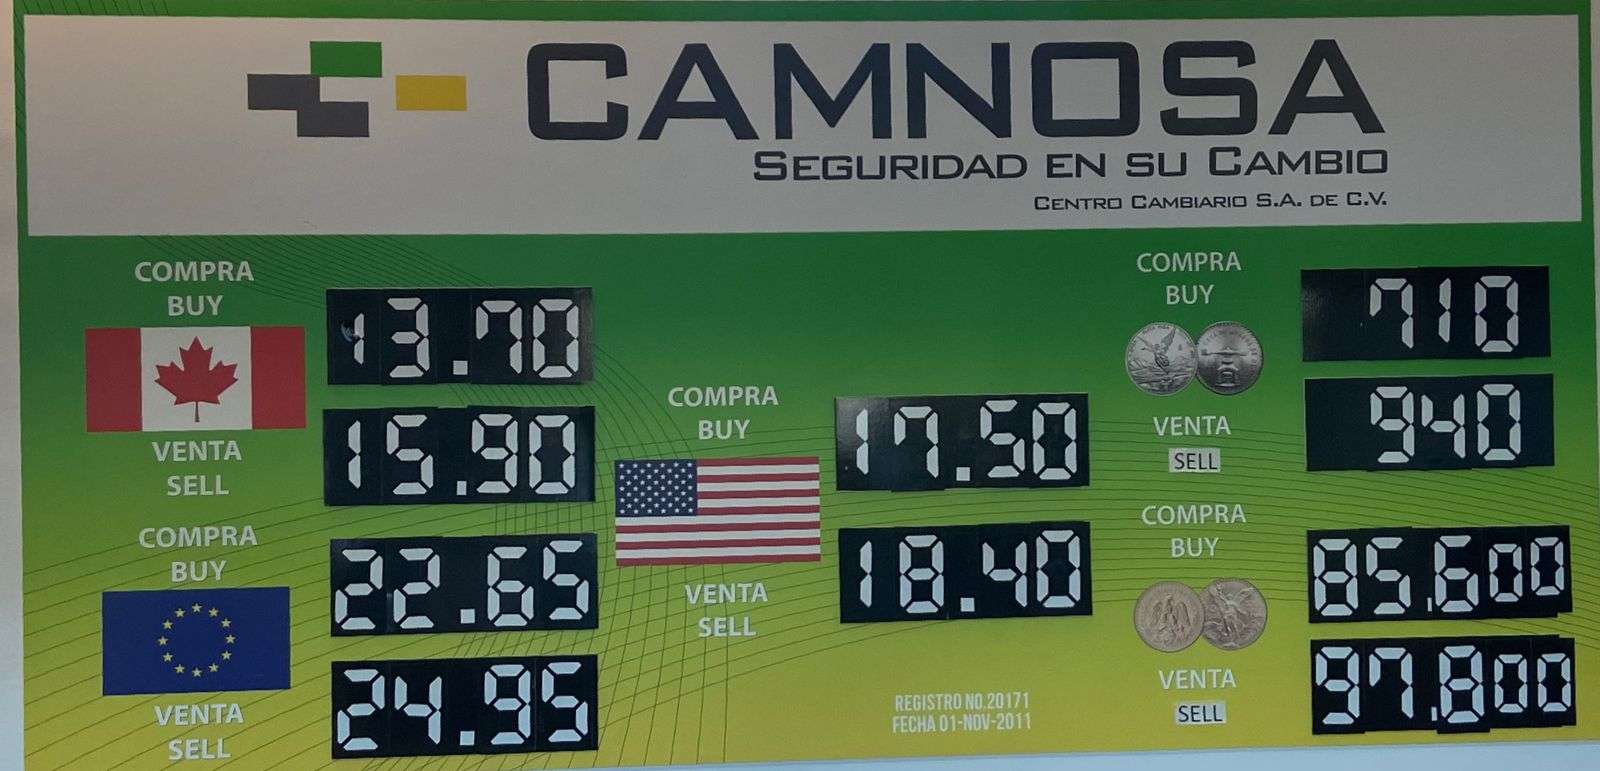 CAMNOSA
SEGURIDAD EN SU CAMBIO
CENTRO CAMBIARIO S.A. DE C.V.
COMPRA
BUY
13.70
VENTA
SELL
15.90
COMPRA
BUY
22.65
VENTA
SELL
24.95
COMPRA
BUY
17.50
VENTA
SELL
18.40
REGISTRO NO.20171
FECHA 01-NOV-2011
COMPRA
BUY
710
VENTA
SELL
940
COMPRA
BUY
85,600
VENTA
SELL
97,800